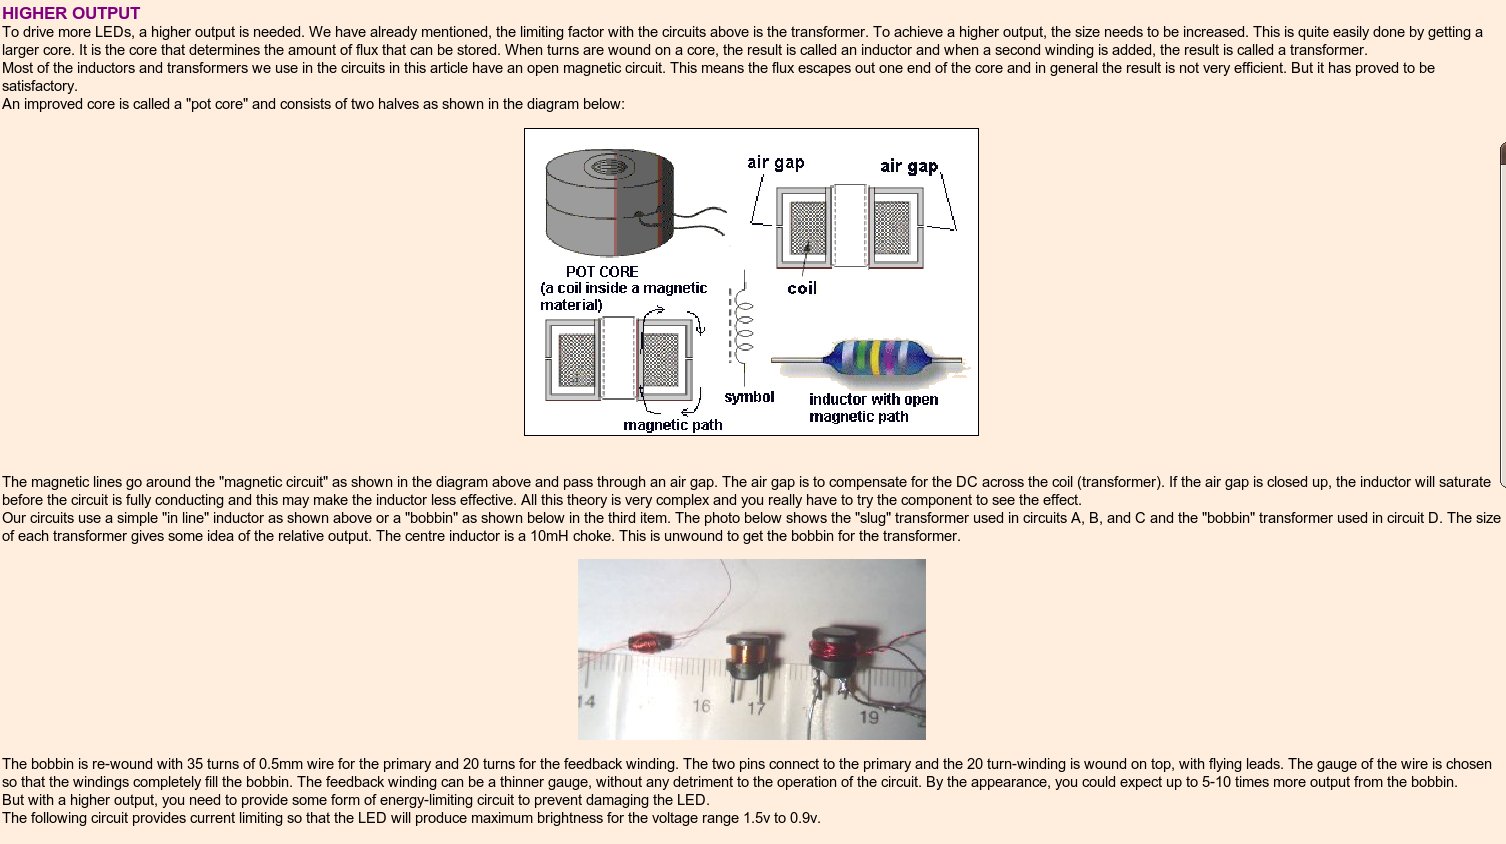 HIGHER OUTPUT
To drive more LEDs, a higher output is needed. We have already mentioned, the limiting factor with the circuits above is the transformer. To achieve a higher output, the size needs to be increased. This is quite easily done by getting a
larger core. It is the core that determines the amount of flux that can be stored. When turns are wound on a core, the result is called an inductor and when a second winding is added, the result is called a transformer.
Most of the inductors and transformers we use in the circuits in this article have an open magnetic circuit. This means the flux escapes out one end of the core and in general the result is not very efficient. But it has proved to be
satisfactory.
An improved core is called a "pot core" and consists of two halves as shown in the diagram below:
air gap
air gap
POT CORE
(a coil inside a magnetic
material)
coil
symbol
inductor with open
magnetic path
magnetic path
The magnetic lines go around the "magnetic circuit" as shown in the diagram above and pass through an air gap. The air gap is to compensate for the DC across the coil (transformer). If the air gap is closed up, the inductor will saturate
before the circuit is fully conducting and this may make the inductor less effective. All this theory is very complex and you really have to try the component to see the effect.
Our circuits use a simple "in line" inductor as shown above or a "bobbin" as shown below in the third item. The photo below shows the "slug" transformer used in circuits A, B, and C and the "bobbin" transformer used in circuit D. The size
of each transformer gives some idea of the relative output. The centre inductor is a 10mH choke. This is unwound to get the bobbin for the transformer.
14
16
17
19
The bobbin is re-wound with 35 turns of 0.5mm wire for the primary and 20 turns for the feedback winding. The two pins connect to the primary and the 20 turn-winding is wound on top, with flying leads. The gauge of the wire is chosen
so that the windings completely fill the bobbin. The feedback winding can be a thinner gauge, without any detriment to the operation of the circuit. By the appearance, you could expect up to 5-10 times more output from the bobbin.
But with a higher output, you need to provide some form of energy-limiting circuit to prevent damaging the LED.
The following circuit provides current limiting so that the LED will produce maximum brightness for the voltage range 1.5v to 0.9v.